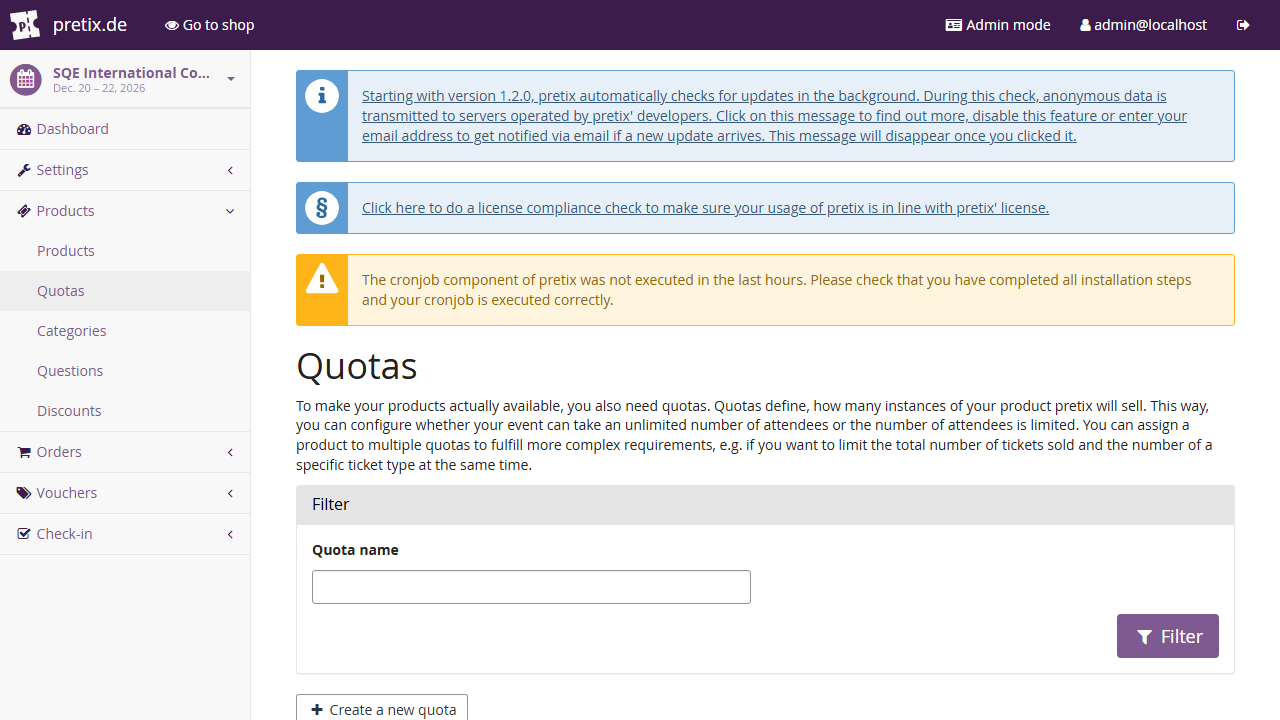 pretix.de
Go to shop
Admin mode
admin@localhost
SQE International Co...
Dec. 20 – 22, 2026
Dashboard
Settings
Products
Products
Quotas
Categories
Questions
Discounts
Orders
Vouchers
Check-in
Starting with version 1.2.0, pretix automatically checks for updates in the background. During this check, anonymous data is
transmitted to servers operated by pretix' developers. Click on this message to find out more, disable this feature or enter your
email address to get notified via email if a new update arrives. This message will disappear once you clicked it.
§
Click here to do a license compliance check to make sure your usage of pretix is in line with pretix' license.
The cronjob component of pretix was not executed in the last hours. Please check that you have completed all installation steps
and your cronjob is executed correctly.
Quotas
To make your products actually available, you also need quotas. Quotas define, how many instances of your product pretix will sell. This way,
you can configure whether your event can take an unlimited number of attendees or the number of attendees is limited. You can assign a
product to multiple quotas to fulfill more complex requirements, e.g. if you want to limit the total number of tickets sold and the number of a
specific ticket type at the same time.
Filter
Quota name
Filter
Create a new quota